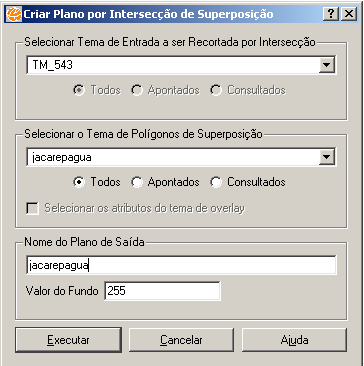 Criar Plano por Intersecção de Superposição
Selecionar Tema de Entrada a ser Recortada por Intersecção
TM_543
Todos Apontados Consultados
Selecionar o Tema de Polígonos de Superposição
jacarepagua
Todos Apontados Consultados
Selecionar os atributos do tema de overlay
Nome do Plano de Saída
jacarepagua
Valor do Fundo 255
Executar Cancelar Ajuda